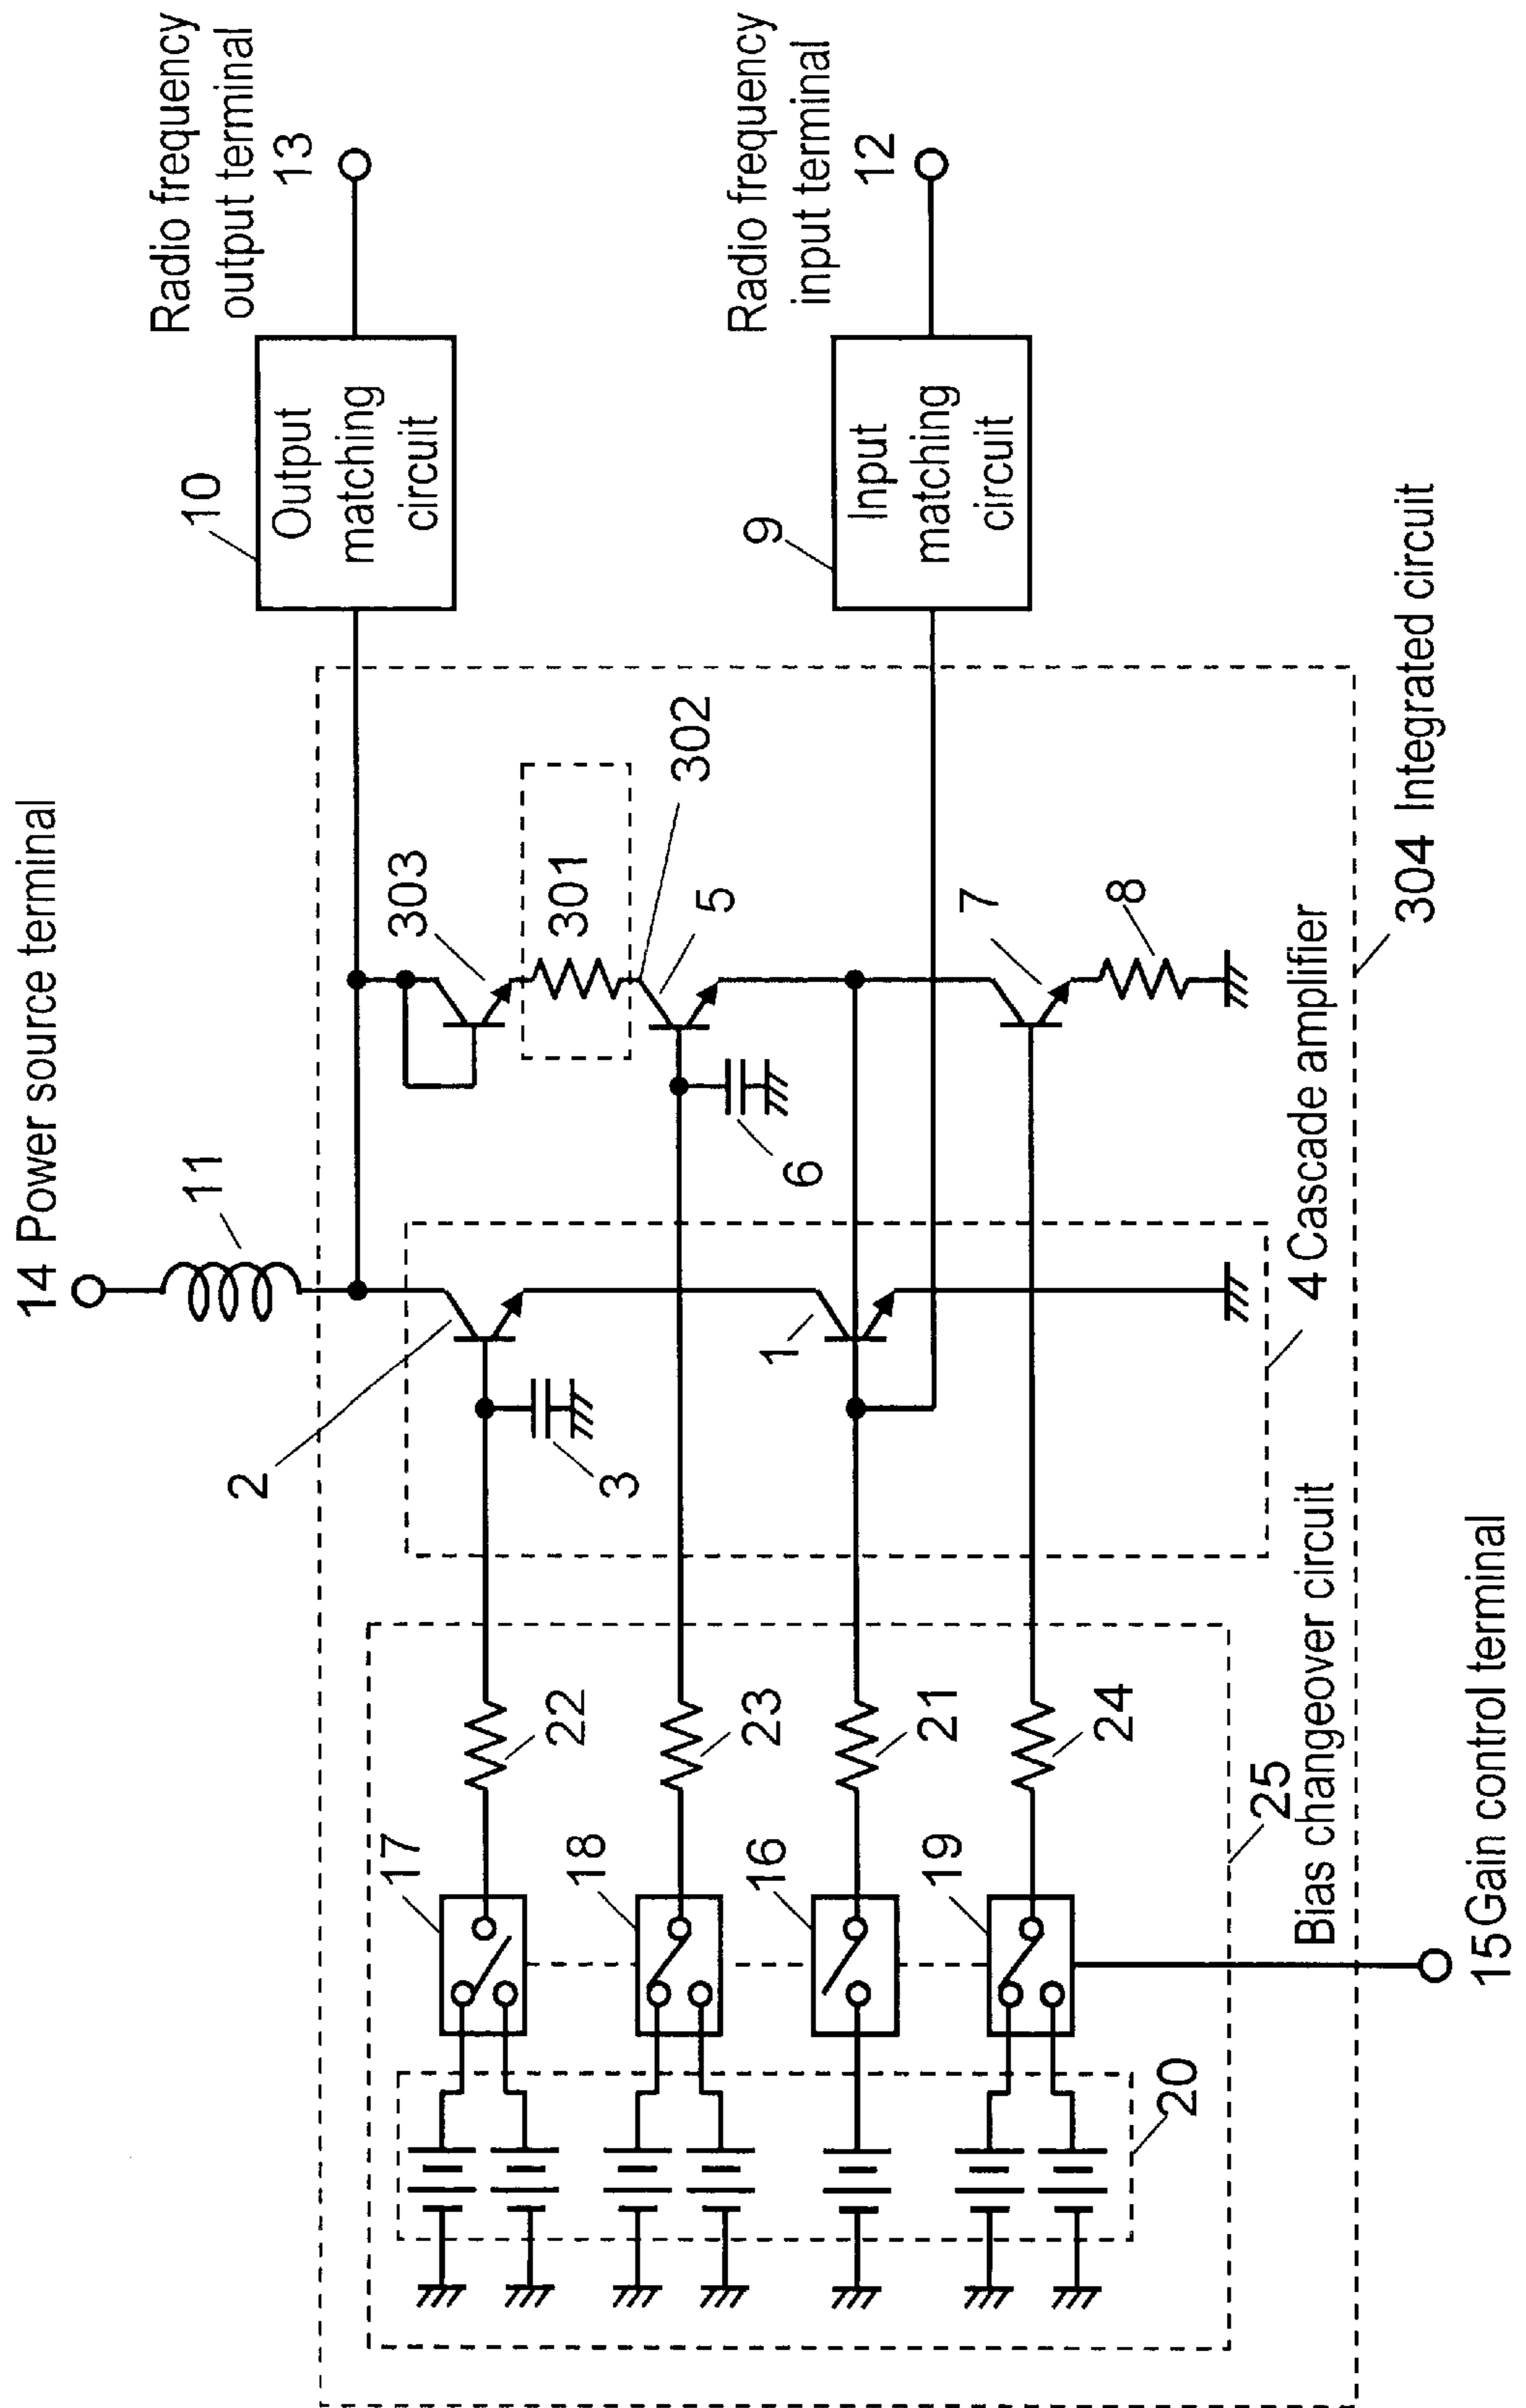 14 Power source terminal
11
Radio frequency
output terminal
13
10
Output
matching
circuit
303
301
302
5
2
3
6
Radio frequency
input terminal
12
9
Input
matching
circuit
1
7
8
4 Cascade amplifier
304 Integrated circuit
17
22
18
23
16
21
19
24
20
25
Bias changeover circuit
15 Gain control terminal